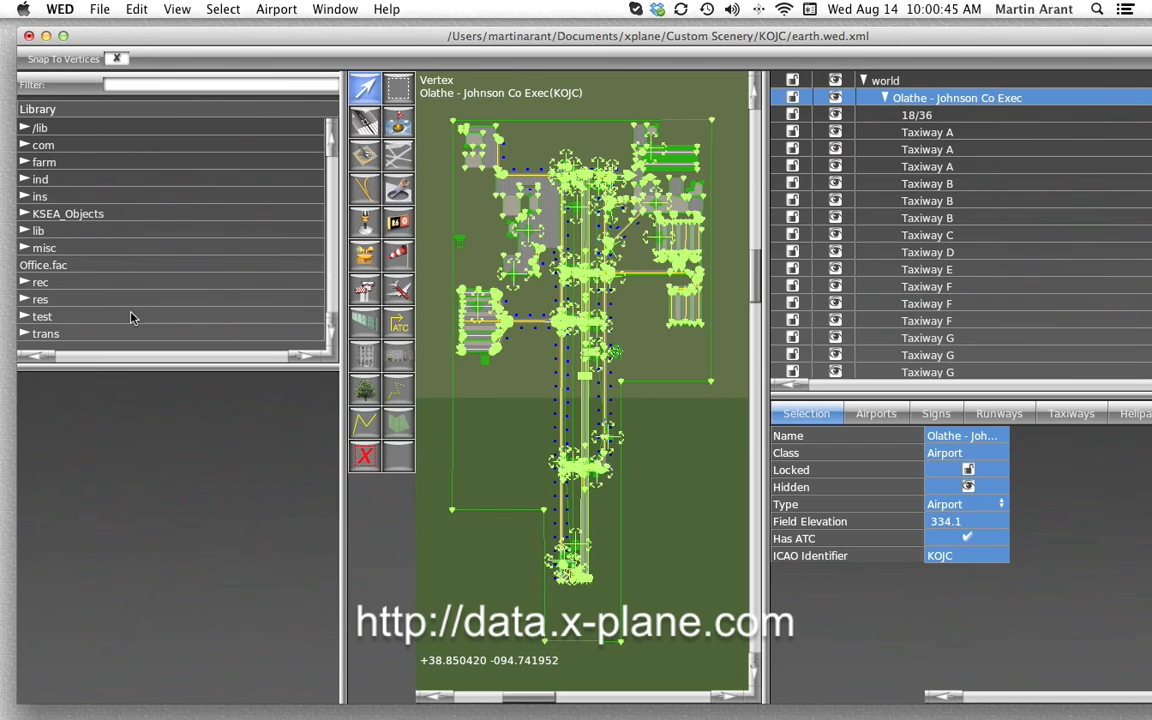 WED File Edit View Select Airport Window Help Wed Aug 14 10:00:45 AM Martin Arant
/Users/martinarant/Documents/xplane/Custom Scenery/KOJC/earth.wed.xml
Snap To Vertices X
Filter:
Library
/lib
com
farm
ind
ins
KSEA_Objects
lib
misc
Office.fac
rec
res
test
trans
ATC
X
Vertex
Olathe - Johnson Co Exec(KOJC)
+38.850420 -094.741952
http://data.x-plane.com
world
Olathe - Johnson Co Exec
18/36
Taxiway A
Taxiway A
Taxiway A
Taxiway B
Taxiway B
Taxiway B
Taxiway C
Taxiway D
Taxiway E
Taxiway F
Taxiway F
Taxiway F
Taxiway G
Taxiway G
Taxiway G
Selection Airports Signs Runways Taxiways Helipa
Name Olathe - Joh...
Class Airport
Locked
Hidden
Type Airport
Field Elevation 334.1
Has ATC
ICAO Identifier KOJC